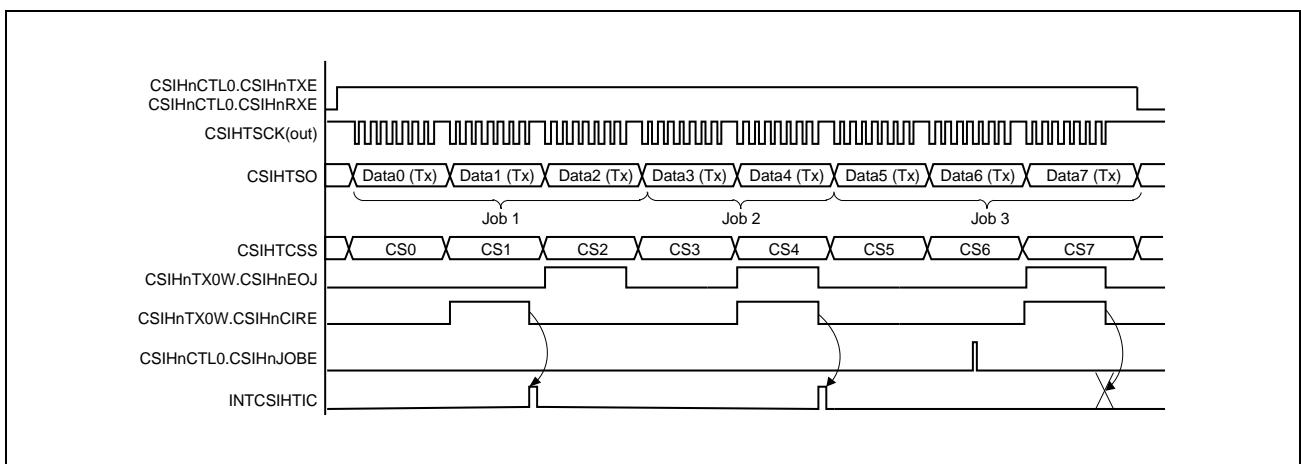 CSIHnCTL0.CSIHnTXE
CSIHnCTL0.CSIHnRXE
CSIHTSCK(out)
CSIHTSO Data0 (Tx) Data1 (Tx) Data2 (Tx) Data3 (Tx) Data4 (Tx) Data5 (Tx) Data6 (Tx) Data7 (Tx)
Job 1 Job 2 Job 3
CSIHTCSS CS0 CS1 CS2 CS3 CS4 CS5 CS6 CS7
CSIHnTX0W.CSIHnEOJ
CSIHnTX0W.CSIHnCIRE
CSIHnCTL0.CSIHnJOBE
INTCSIHTIC